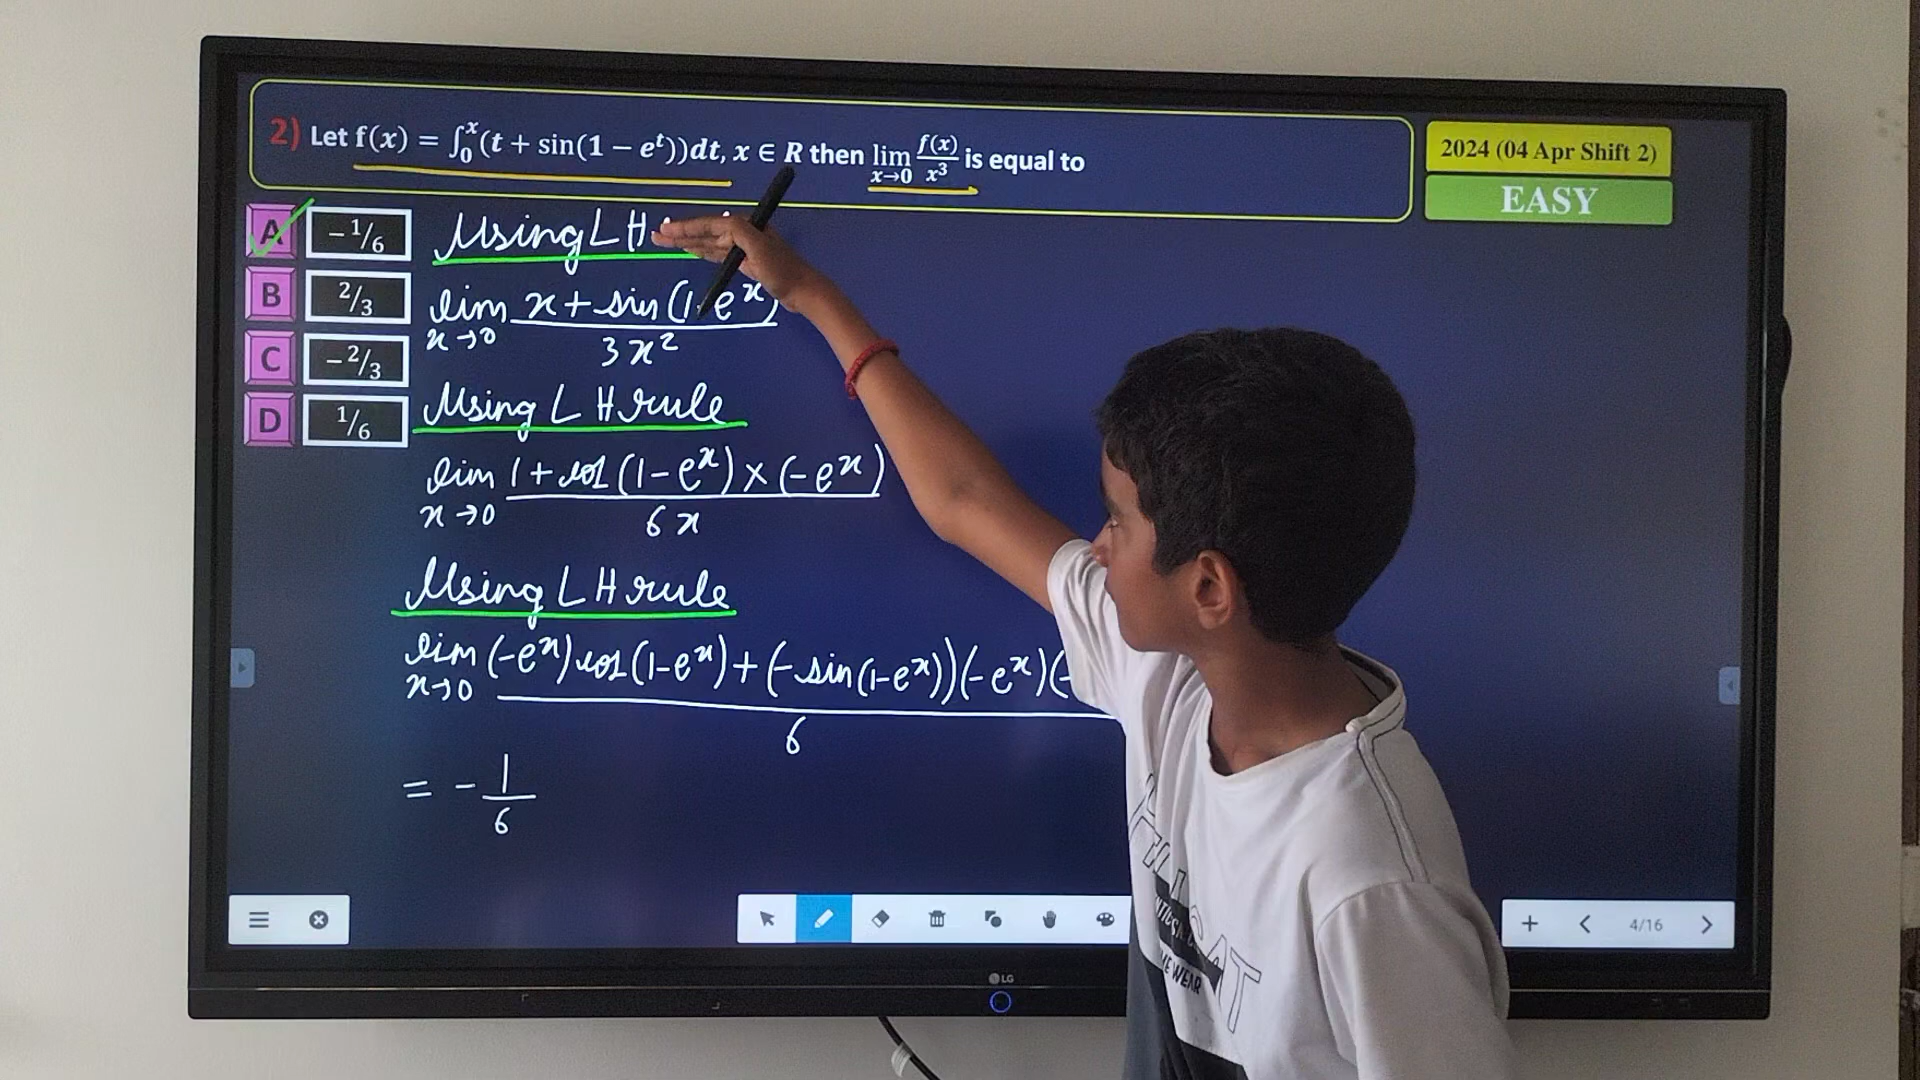 2) Let f(x) = ∫₀ˣ(t + sin(1 − eᵗ))dt, x ∈ R then lim x→0 f(x)/x³ is equal to
2024 (04 Apr Shift 2)
EASY
A -1/6
B 2/3
C -2/3
D 1/6
Using L H
lim x→0 x + sin(1-eˣ) / 3x²
Using L H rule
lim x→0 1 + cos(1-eˣ) × (-eˣ) / 6x
Using L H rule
lim x→0 (-eˣ)cos(1-eˣ) + (-sin(1-eˣ))(-eˣ)(- / 6
= - 1/6
4/16
LG
WEAR